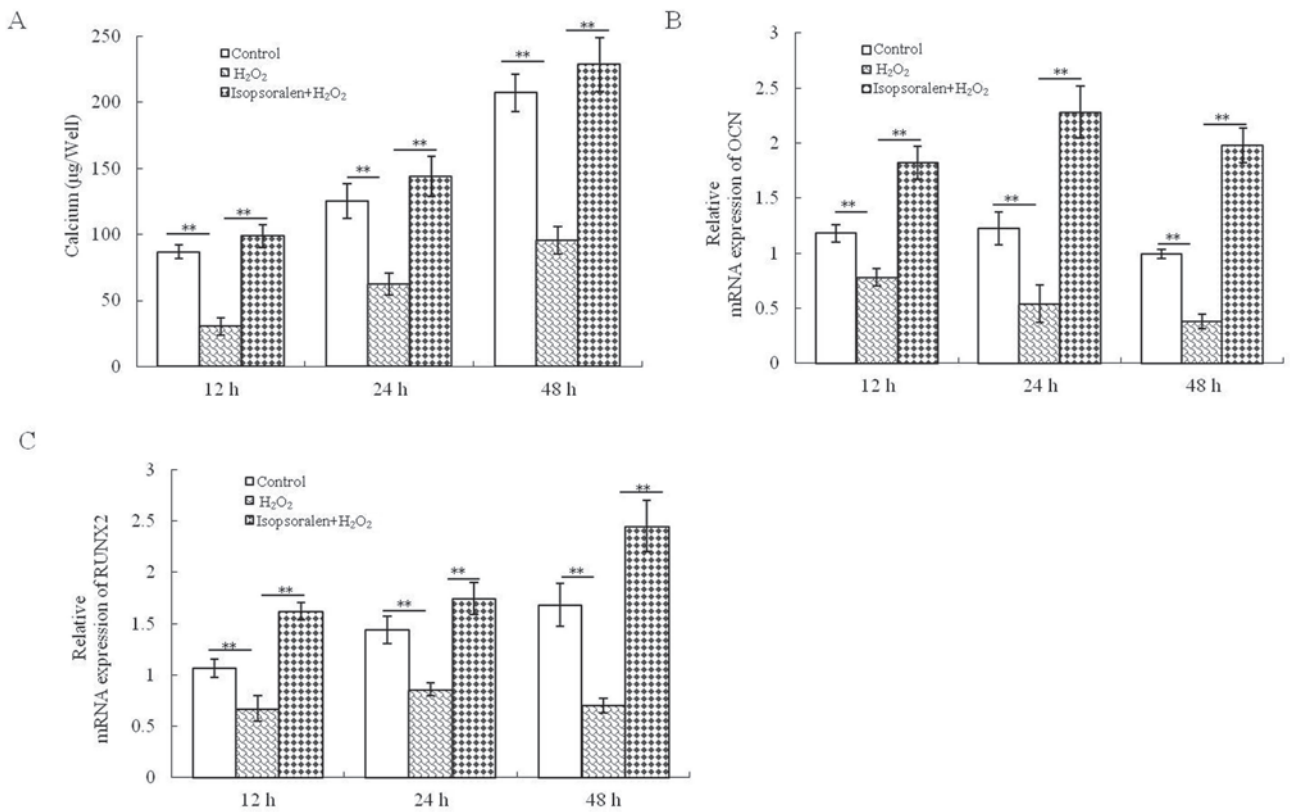 A
Calcium (μg/Well)
250
200
150
100
50
0
Control
H₂O₂
Isopsoralen+H₂O₂
**
**
**
**
**
**
12 h
24 h
48 h
B
Relative
mRNA expression of OCN
3
2.5
2
1.5
1
0.5
0
Control
H₂O₂
Isopsoralen+H₂O₂
**
**
**
**
**
**
12 h
24 h
48 h
C
Relative
mRNA expression of RUNX2
3
2.5
2
1.5
1
0.5
0
Control
H₂O₂
Isopsoralen+H₂O₂
**
**
**
**
**
**
12 h
24 h
48 h